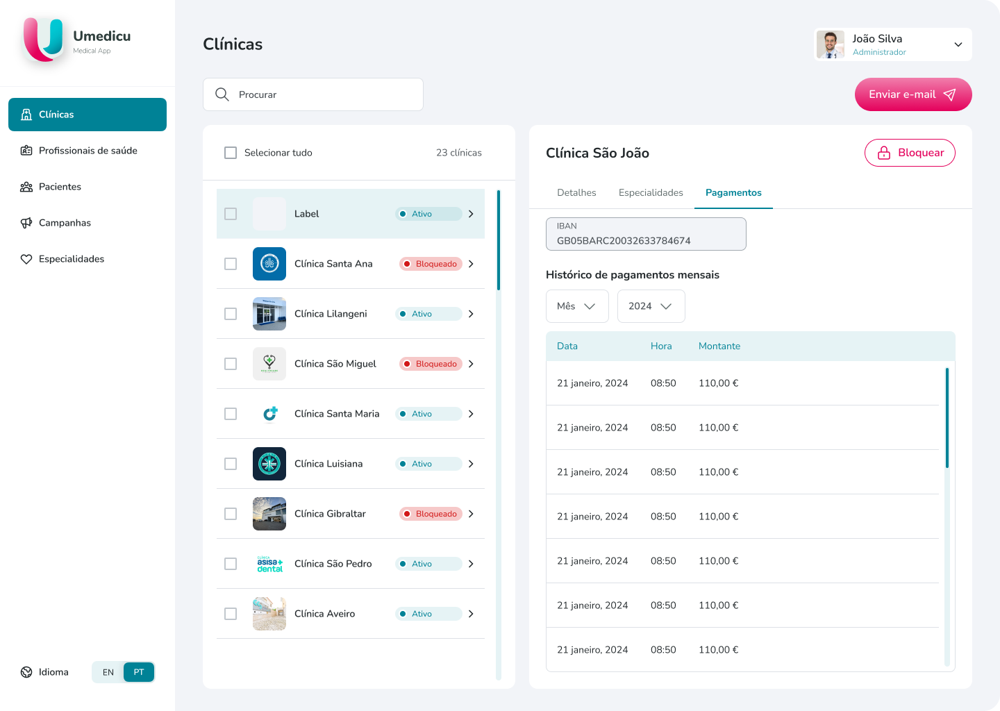 Umedicu
Medical App
Clínicas
Profissionais de saúde
Pacientes
Campanhas
Especialidades
Idioma
EN
PT
Clínicas
João Silva
Administrador
Procurar
Enviar e-mail
Selecionar tudo
23 clínicas
Label
Ativo
Clínica Santa Ana
Bloqueado
Clínica Lilangeni
Ativo
Clínica São Miguel
Bloqueado
Clínica Santa Maria
Ativo
Clínica Luisiana
Ativo
Clínica Gibraltar
Bloqueado
CLÍNICA
asisa+
dental
Clínica São Pedro
Ativo
Clínica Aveiro
Ativo
Clínica São João
Bloquear
Detalhes
Especialidades
Pagamentos
IBAN
GB05BARC20032633784674
Histórico de pagamentos mensais
Mês
2024
Data Hora Montante
21 janeiro, 2024 08:50 110,00 €
21 janeiro, 2024 08:50 110,00 €
21 janeiro, 2024 08:50 110,00 €
21 janeiro, 2024 08:50 110,00 €
21 janeiro, 2024 08:50 110,00 €
21 janeiro, 2024 08:50 110,00 €
21 janeiro, 2024 08:50 110,00 €